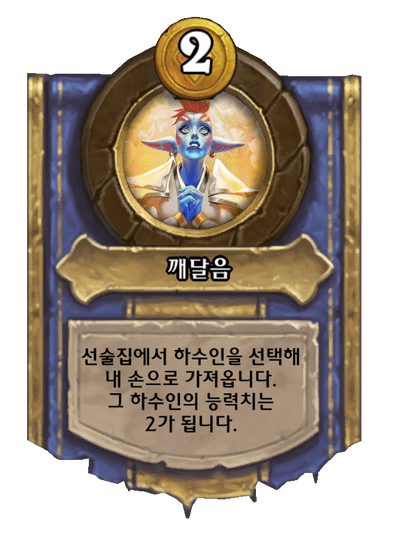 2
깨달음
선술집에서 하수인을 선택해
내 손으로 가져옵니다.
그 하수인의 능력치는
2가 됩니다.